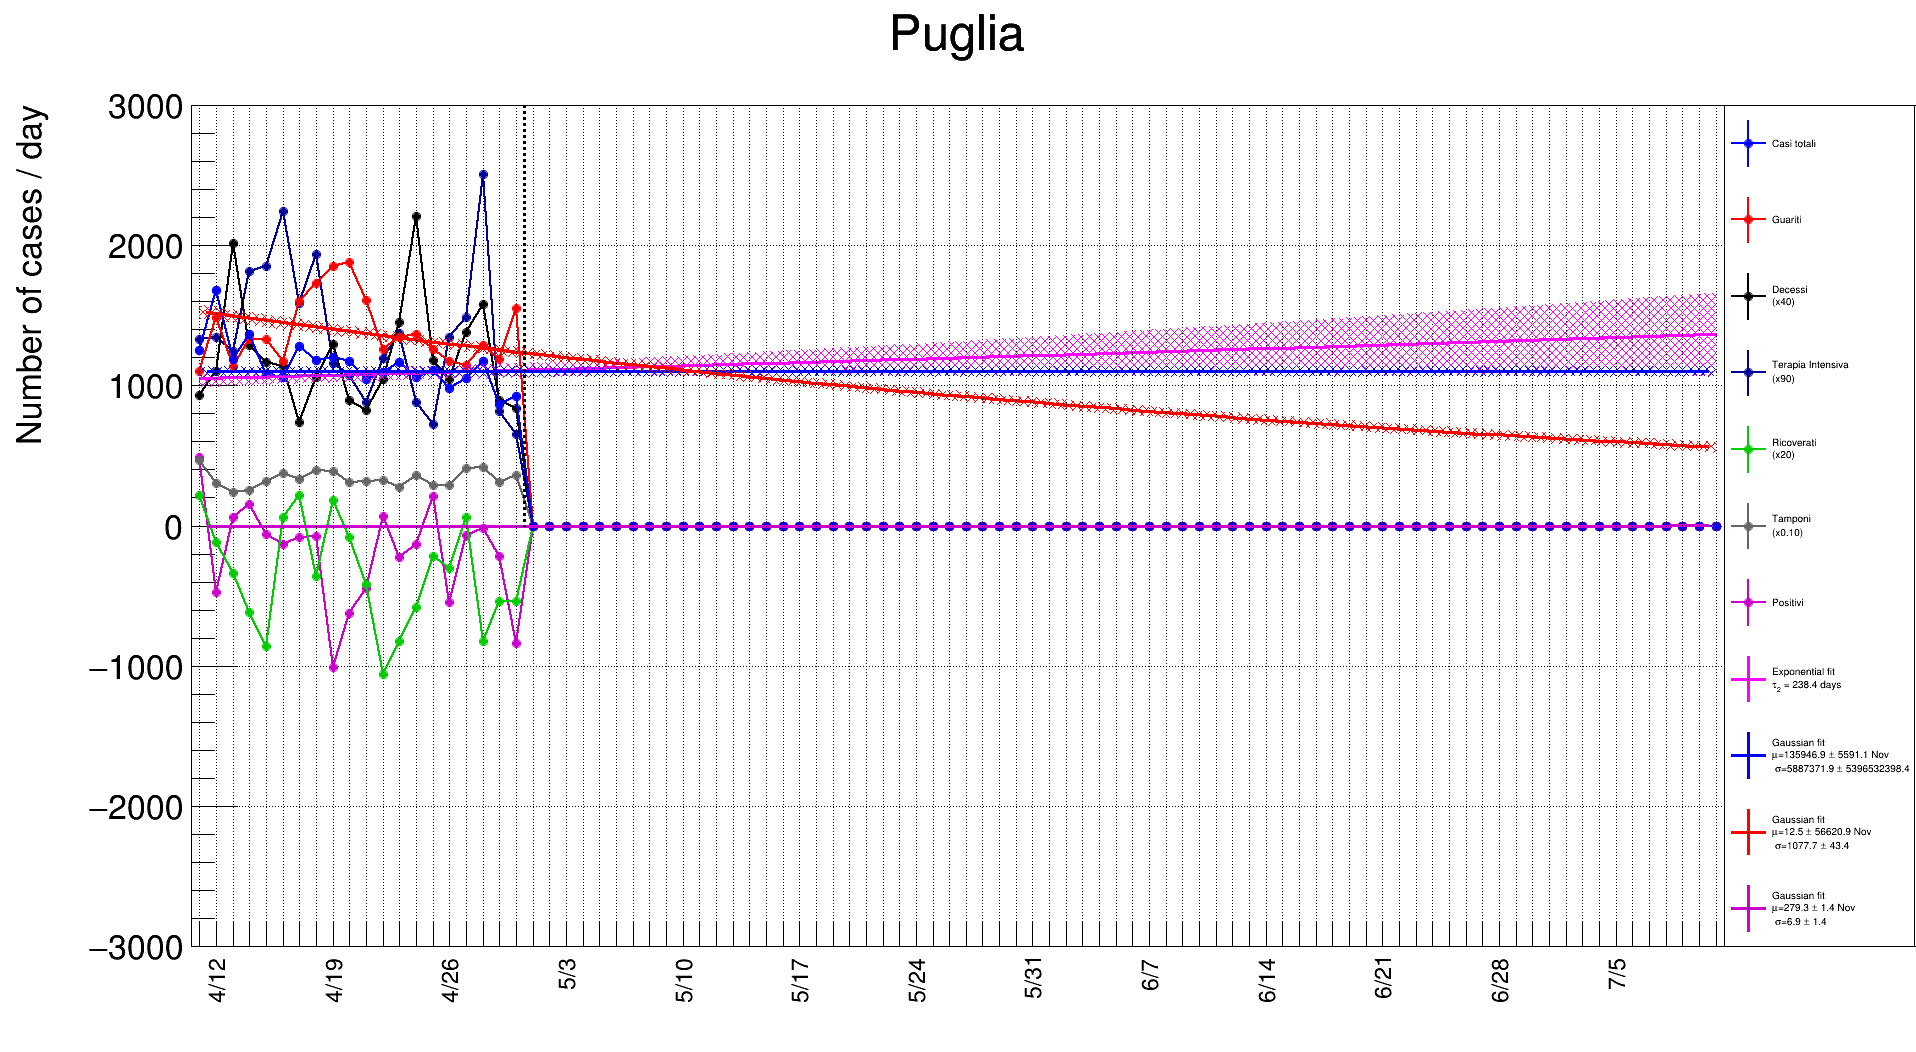 Puglia
Number of cases / day
3000
2000
1000
0
−1000
−2000
−3000
4/12
4/19
4/26
5/3
5/10
5/17
5/24
5/31
6/7
6/14
6/21
6/28
7/5
Casi totali
Guariti
Decessi
(x40)
Terapia Intensiva
(x90)
Ricoverati
(x20)
Tamponi
(x0.10)
Positivi
Exponential fit
τ2 = 238.4 days
Gaussian fit
μ=135946.9 ± 5591.1 Nov
σ=5887371.9 ± 5396532398.4
Gaussian fit
μ=12.5 ± 56620.9 Nov
σ=1077.7 ± 43.4
Gaussian fit
μ=279.3 ± 1.4 Nov
σ=6.9 ± 1.4